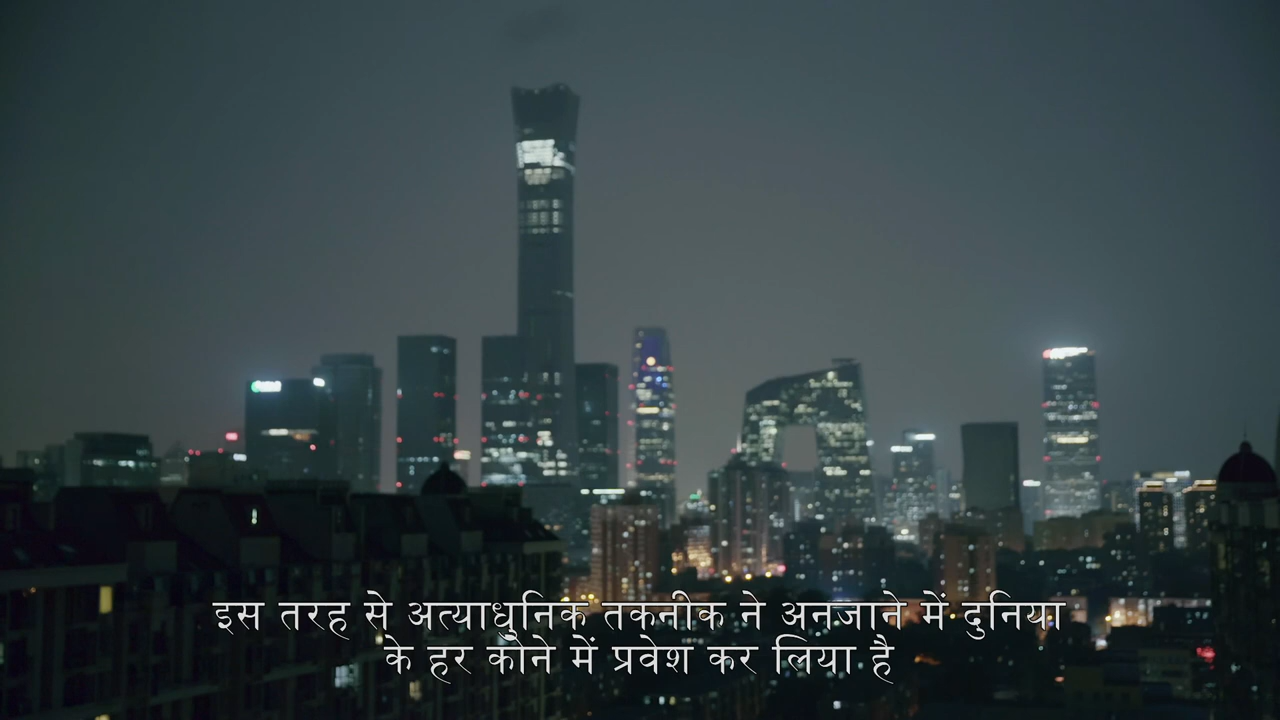 इस तरह से अत्याधुनिक तकनीक ने अनजाने में दुनिया
के हर कोने में प्रवेश कर लिया है